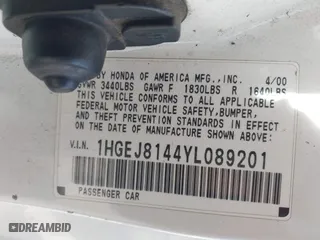 BY HONDA OF AMERICA MFG.,INC. 4/00
GVWR 3440LBS GAWR F 1830LBS R 1640LBS
THIS VEHICLE CONFORMS TO ALL APPLICABLE
FEDERAL MOTOR VEHICLE SAFETY,BUMPER,
AND THEFT PREVENTION STANDARDS IN EFFECT
ON THE DATE OF MANUFACTURE SHOWN ABOVE.
V.I.N. 1HGEJ8144YL089201
PASSENGER CAR
DEALERHISTORY